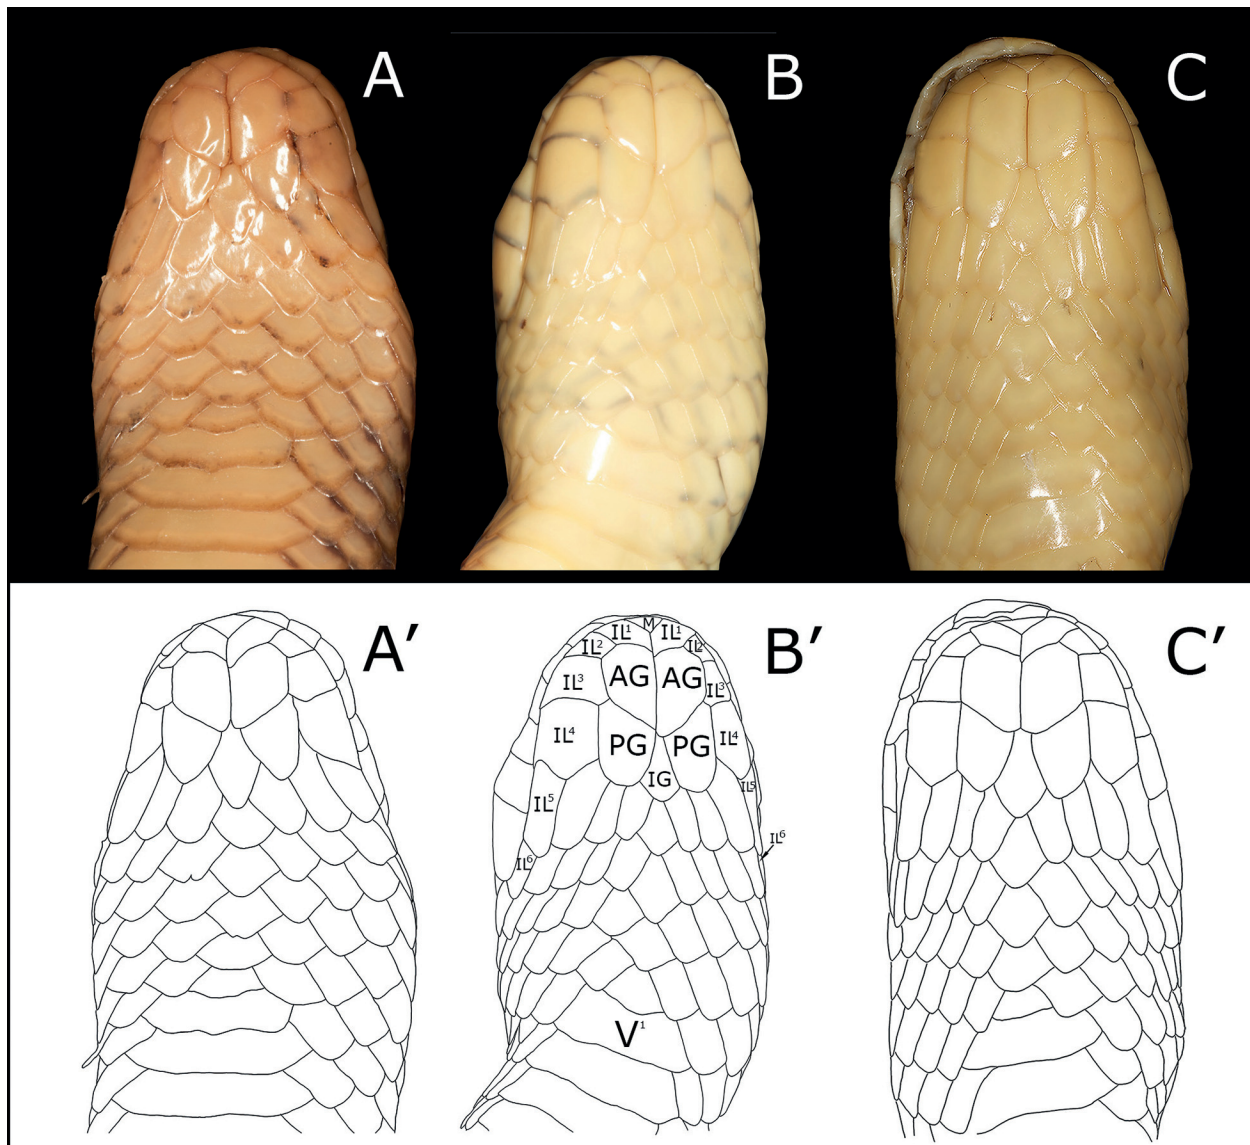 A B C
A′ B′ C′
M
IL¹ IL¹
IL² IL²
IL³ AG AG IL³
IL⁴ PG PG IL⁴
IG
IL⁵ IL⁵
IL⁶ IL⁶
V¹